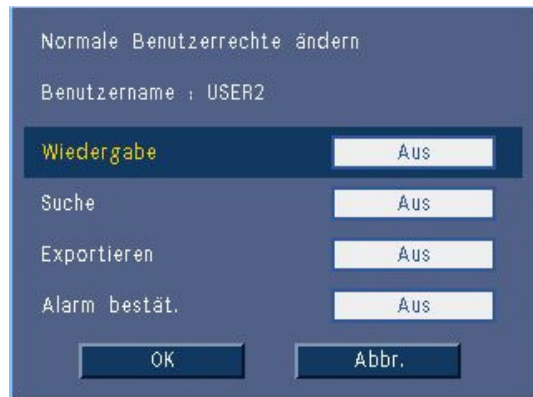 Normale Benutzerrechte ändern
Benutzername : USER2
Wiedergabe Aus
Suche Aus
Exportieren Aus
Alarm bestät. Aus
OK Abbr.